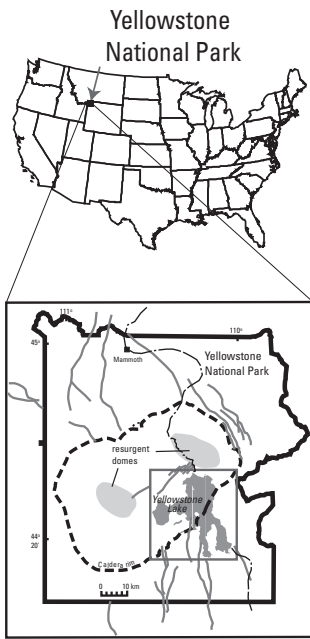 Yellowstone
National Park
111°
110°
45°
Mammoth
Yellowstone
National Park
resurgent
domes
Yellowstone
Lake
44°
20'
Caldera rim
0 10 km